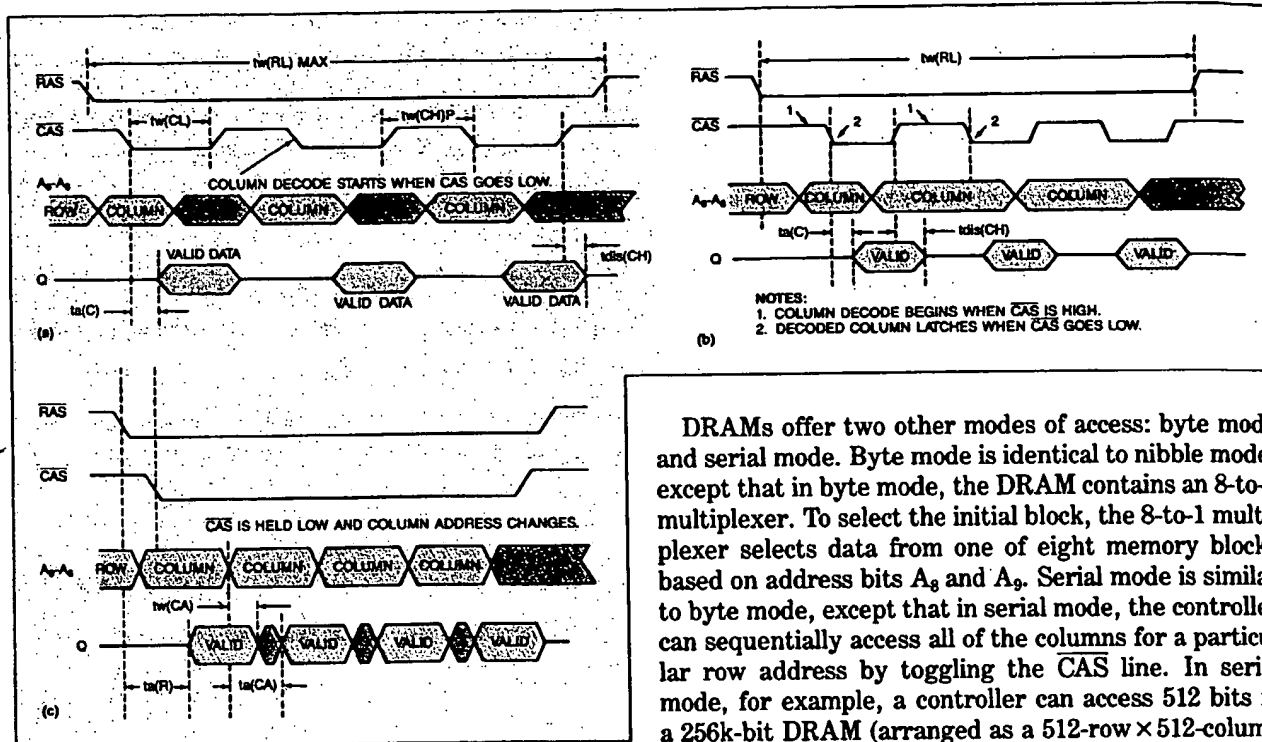 tw(RL) MAX
RAS
tw(CL)
tw(CH)P
CAS
COLUMN DECODE STARTS WHEN CAS GOES LOW.
ROW COLUMN COLUMN COLUMN
VALID DATA
tdis(CH)
Q
VALID DATA VALID DATA
ta(C)
(a)
tw(RL)
RAS
1 1
CAS
2 2
ROW COLUMN COLUMN COLUMN COLUMN
ta(C) tdis(CH)
Q VALID VALID VALID
NOTES:
1. COLUMN DECODE BEGINS WHEN CAS IS HIGH.
2. DECODED COLUMN LATCHES WHEN CAS GOES LOW.
(b)
RAS
CAS
CAS IS HELD LOW AND COLUMN ADDRESS CHANGES.
ROW COLUMN COLUMN COLUMN COLUMN
tw(CA)
Q VALID VALID VALID VALID
ta(R) ta(CA)
(c)
DRAMs offer two other modes of access: byte mod
and serial mode. Byte mode is identical to nibble mode
except that in byte mode, the DRAM contains an 8-to-
multiplexer. To select the initial block, the 8-to-1 mult
plexer selects data from one of eight memory block
based on address bits A₈ and A₉. Serial mode is simila
to byte mode, except that in serial mode, the controlle
can sequentially access all of the columns for a particu
lar row address by toggling the CAS line. In seri
mode, for example, a controller can access 512 bits
a 256k-bit DRAM (arranged as a 512-row × 512-colum